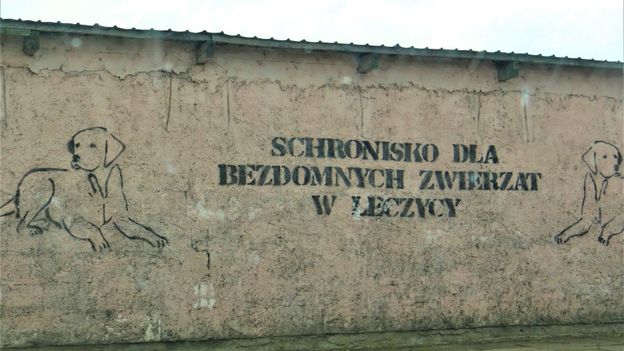 SCHRONISKO DLA
BEZDOMNYCH ZWIERZAT
W LECZYCY